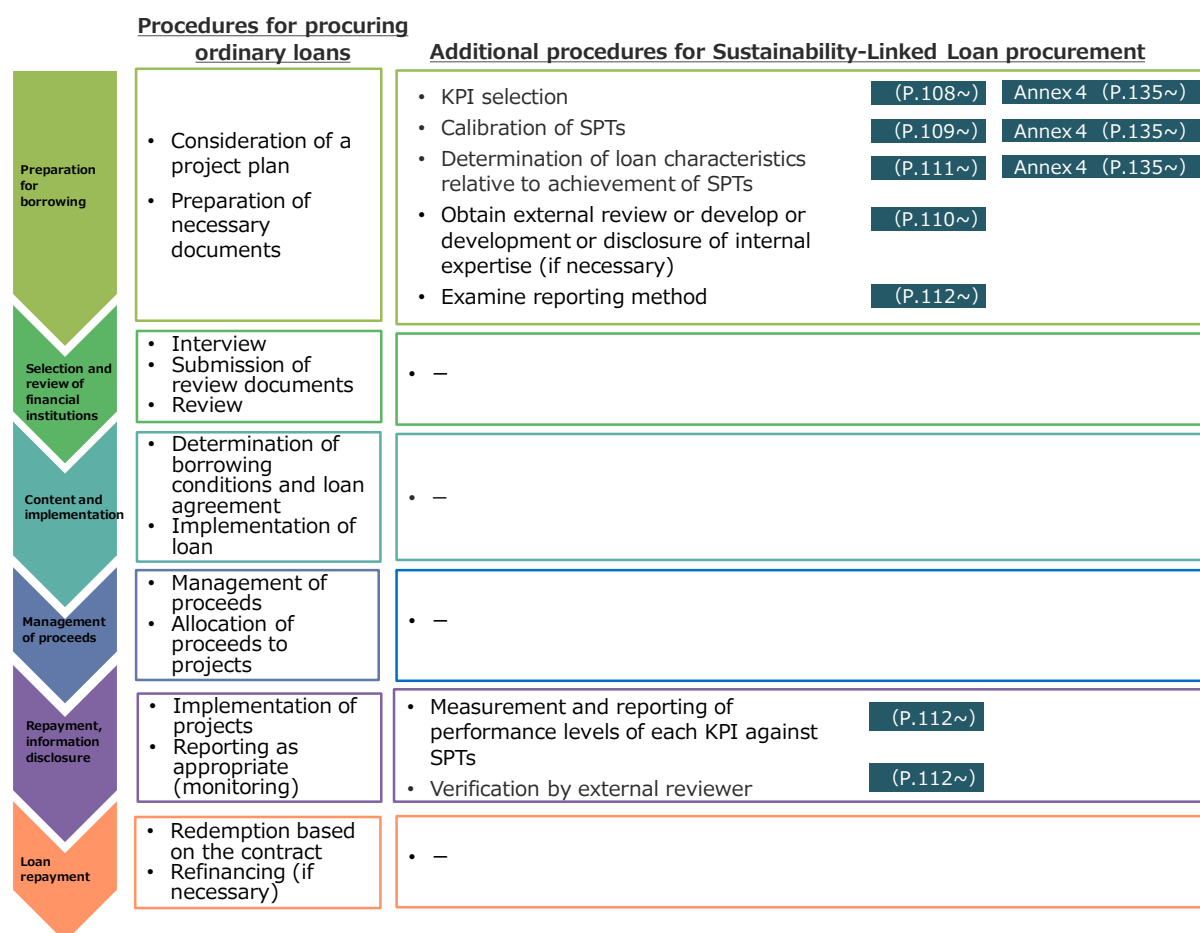 Procedures for procuring
ordinary loans
Additional procedures for Sustainability-Linked Loan procurement
Preparation
for
borrowing
• Consideration of a
project plan
• Preparation of
necessary
documents
• KPI selection
(P.108~)
Annex 4 (P.135~)
• Calibration of SPTs
(P.109~)
Annex 4 (P.135~)
• Determination of loan characteristics
relative to achievement of SPTs
(P.111~)
Annex 4 (P.135~)
• Obtain external review or develop or
development or disclosure of internal
expertise (if necessary)
(P.110~)
• Examine reporting method
(P.112~)
Selection and
review of
financial
institutions
• Interview
• Submission of
review documents
• Review
• —
Content and
implementation
• Determination of
borrowing
conditions and loan
agreement
• Implementation of
loan
• —
Management
of proceeds
• Management of
proceeds
• Allocation of
proceeds to
projects
• —
Repayment,
information
disclosure
• Implementation of
projects
• Reporting as
appropriate
(monitoring)
• Measurement and reporting of
performance levels of each KPI against
SPTs
(P.112~)
• Verification by external reviewer
(P.112~)
Loan
repayment
• Redemption based
on the contract
• Refinancing (if
necessary)
• —